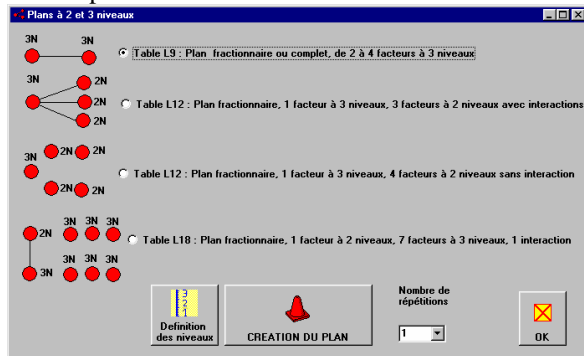 Plans à 2 et 3 niveaux
3N 3N
Table L9 : Plan fractionnaire ou complet, de 2 à 4 facteurs à 3 niveaux
3N 2N
2N
2N
Table L12 : Plan fractionnaire, 1 facteur à 3 niveaux, 3 facteurs à 2 niveaux avec interactions
3N 2N 2N
2N 2N
Table L12 : Plan fractionnaire, 1 facteur à 3 niveaux, 4 facteurs à 2 niveaux sans interaction
2N 3N 3N 3N
3N 3N 3N 3N
Table L18 : Plan fractionnaire, 1 facteur à 2 niveaux, 7 facteurs à 3 niveaux, 1 interaction
3
2
1
Definition
des niveaux
CREATION DU PLAN
Nombre de
répétitions
1
OK